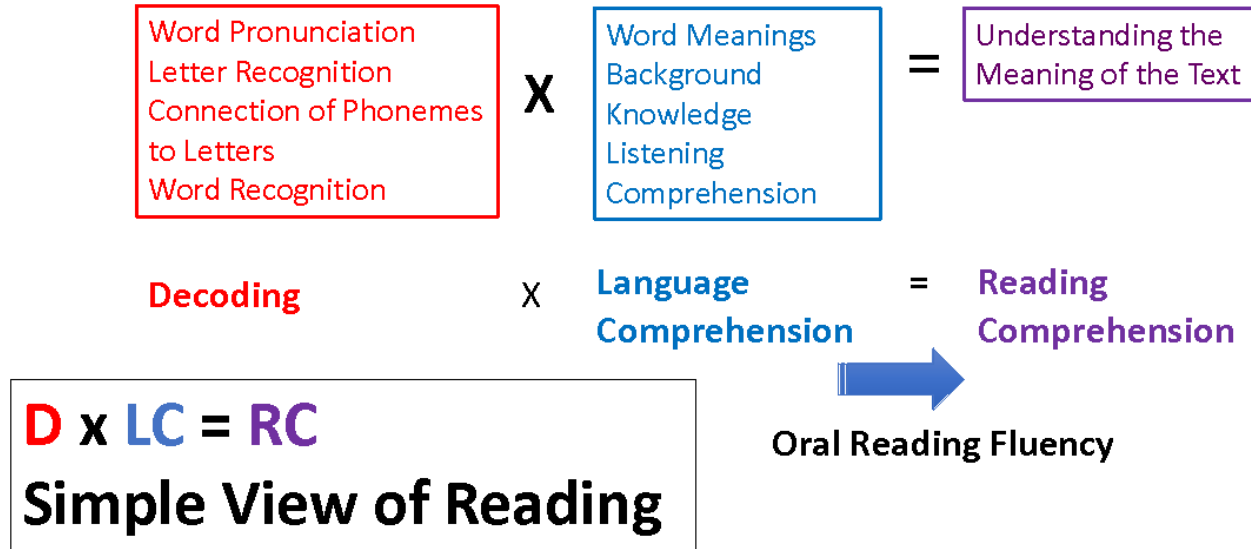 Word Pronunciation
Letter Recognition
Connection of Phonemes
to Letters
Word Recognition
X
Word Meanings
Background
Knowledge
Listening
Comprehension
=
Understanding the
Meaning of the Text
Decoding
X
Language
Comprehension
=
Reading
Comprehension
D x LC = RC
Simple View of Reading
Oral Reading Fluency